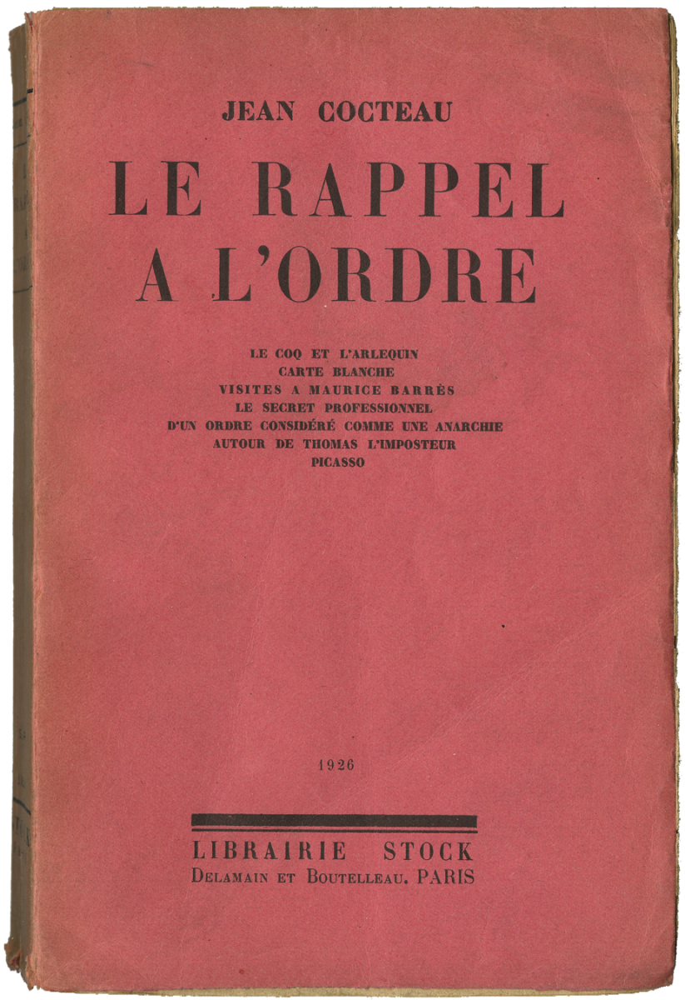 JEAN COCTEAU
LE RAPPEL
A L'ORDRE
LE COQ ET L'ARLEQUIN
CARTE BLANCHE
VISITES A MAURICE BARRÈS
LE SECRET PROFESSIONNEL
D'UN ORDRE CONSIDÉRÉ COMME UNE ANARCHIE
AUTOUR DE THOMAS L'IMPOSTEUR
PICASSO
1926
LIBRAIRIE STOCK
DELAMAIN ET BOUTELLEAU. PARIS